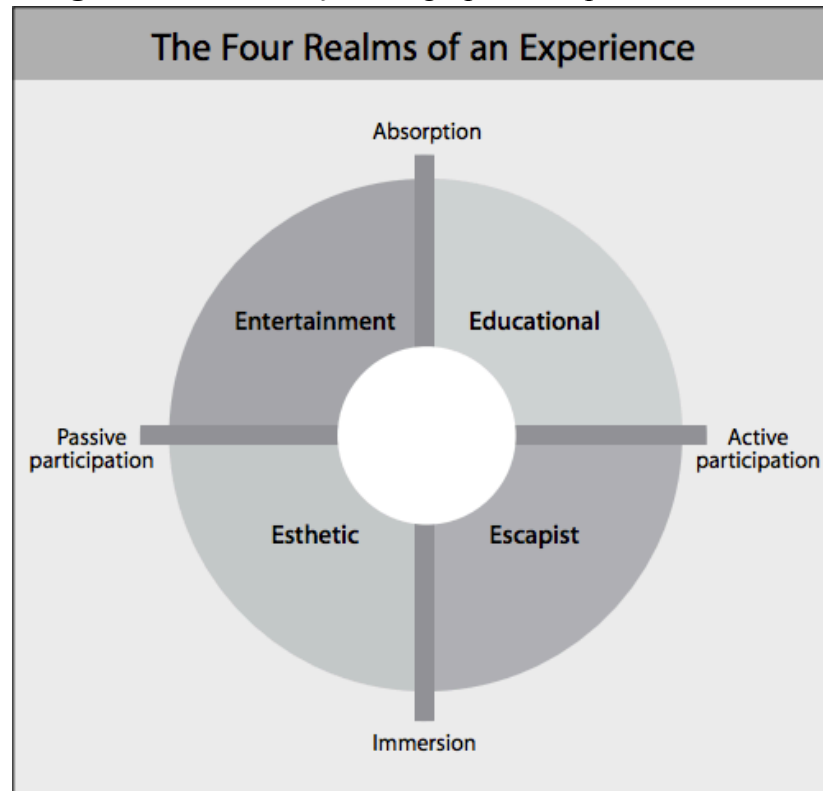 The Four Realms of an Experience
Absorption
Entertainment
Educational
Passive
participation
Active
participation
Esthetic
Escapist
Immersion